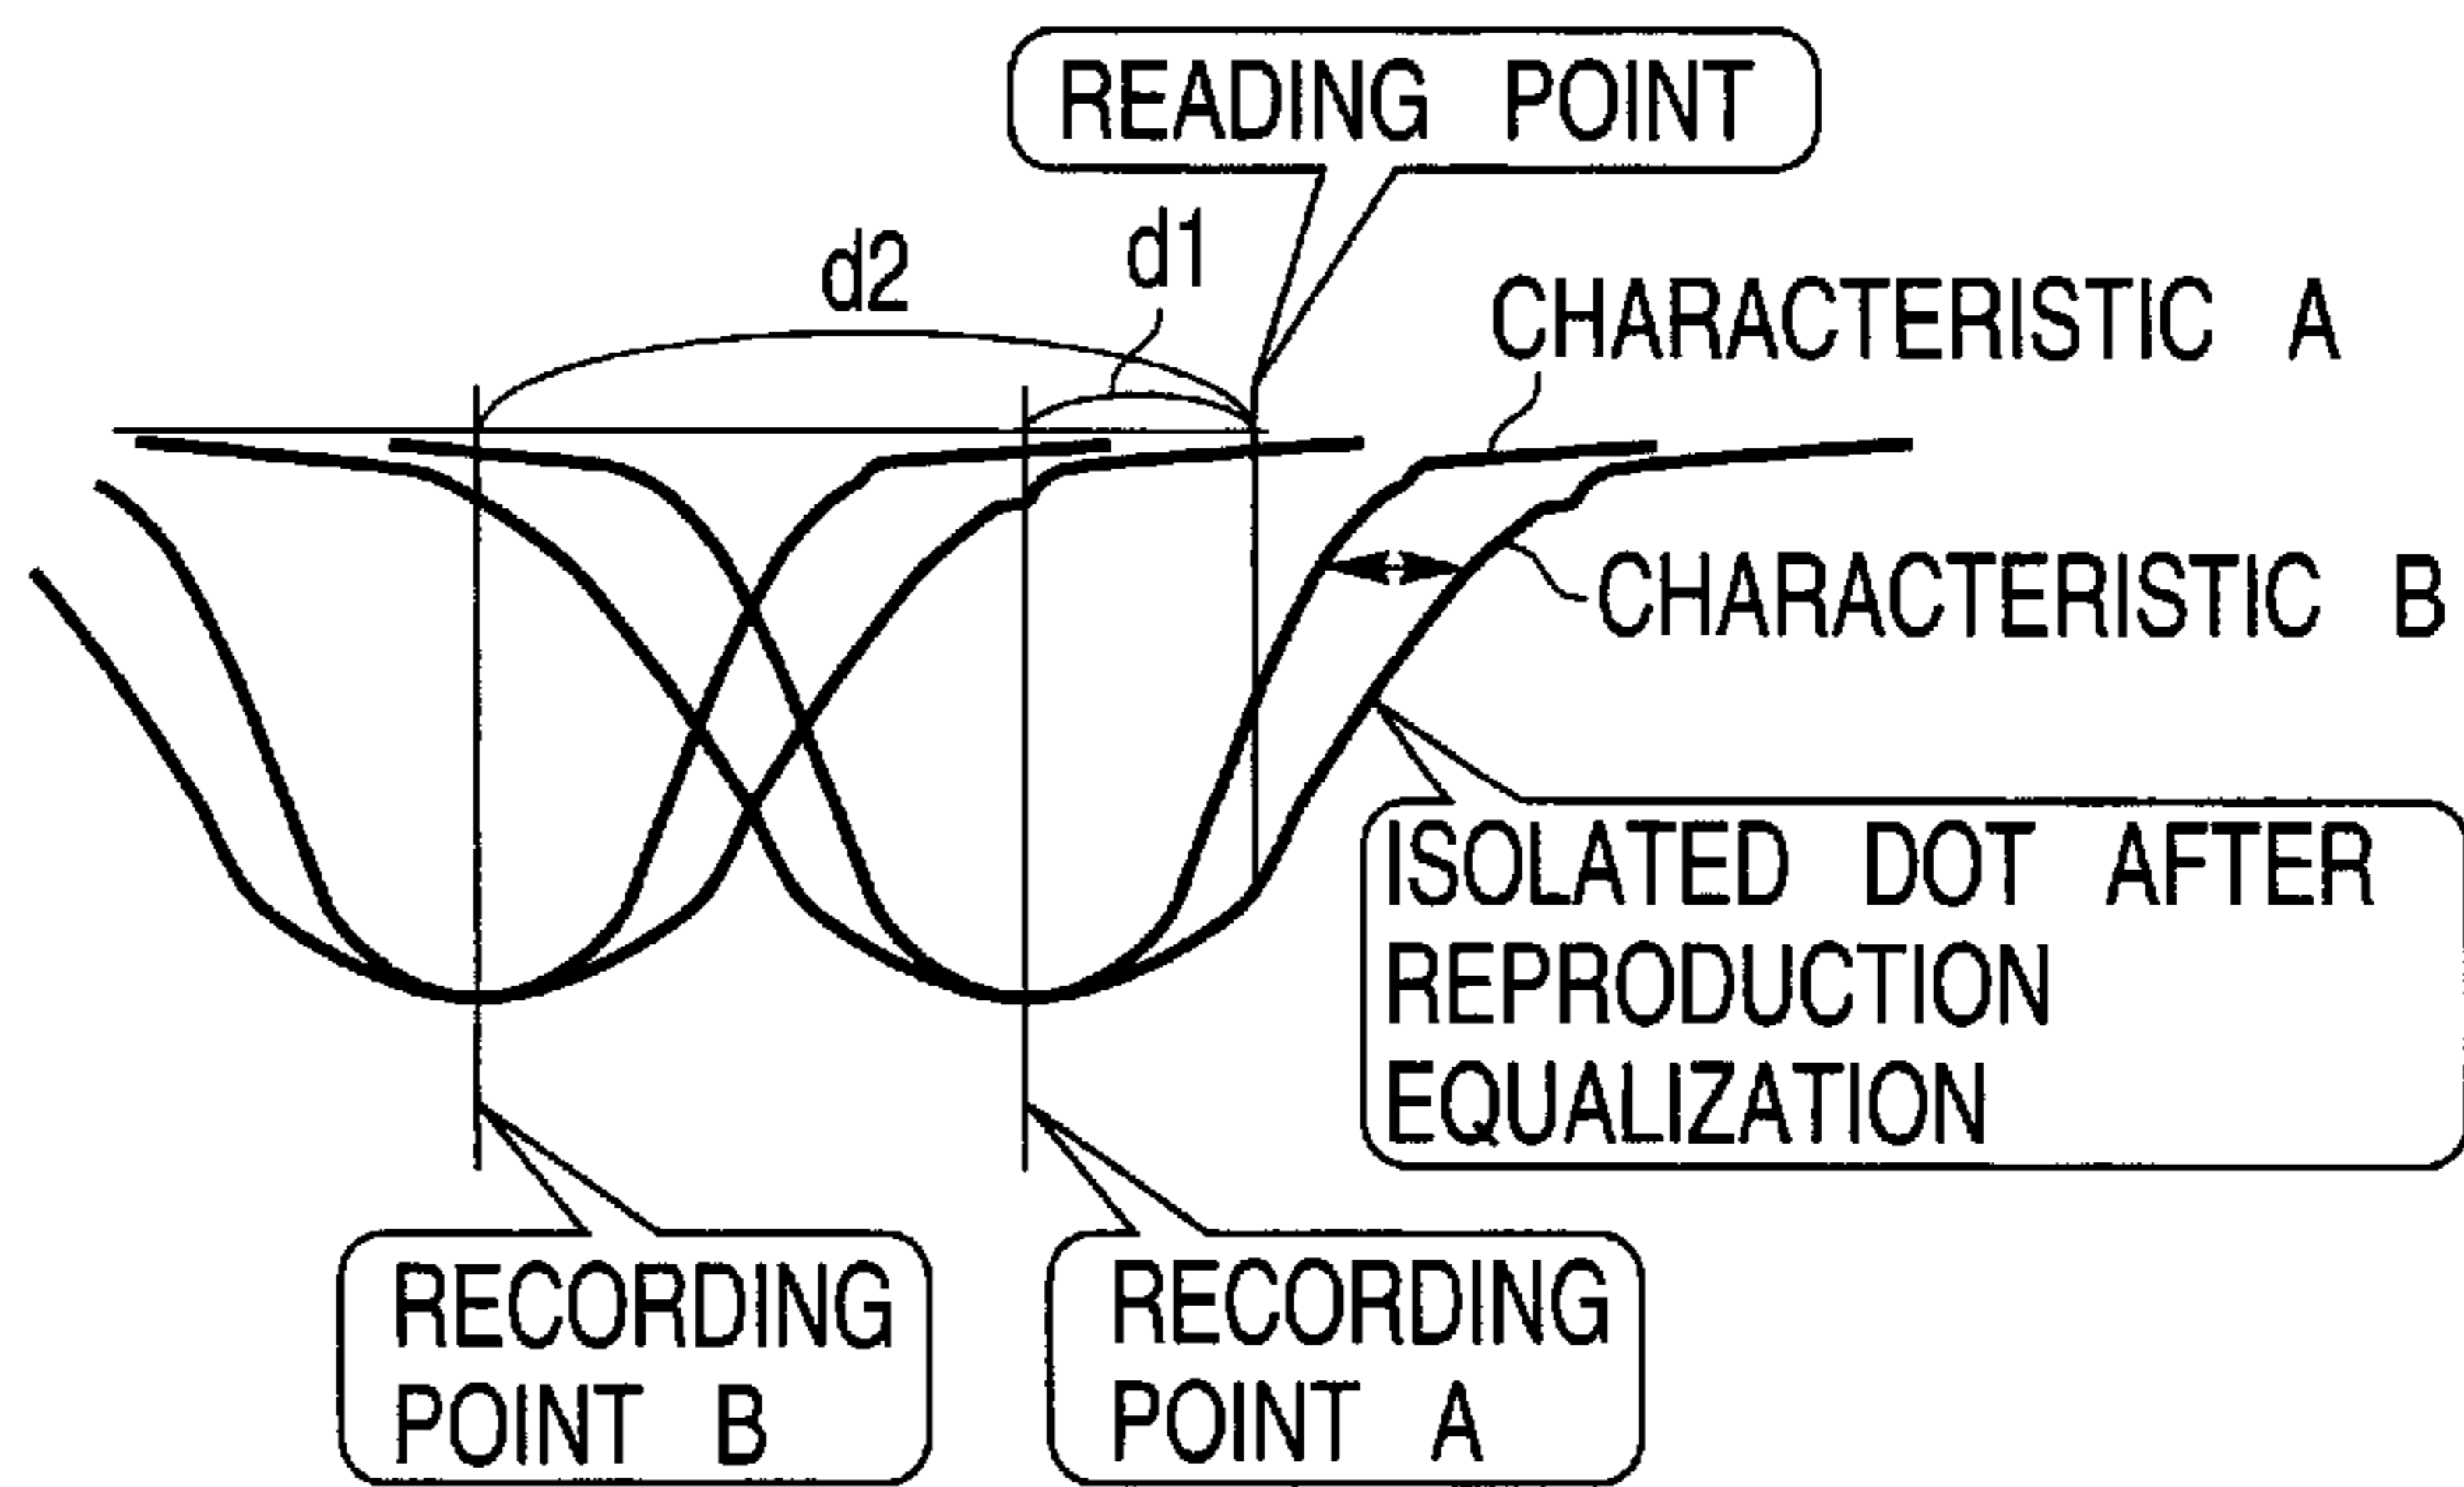 READING POINT
d2
d1
CHARACTERISTIC A
CHARACTERISTIC B
ISOLATED DOT AFTER
REPRODUCTION
EQUALIZATION
RECORDING
POINT B
RECORDING
POINT A